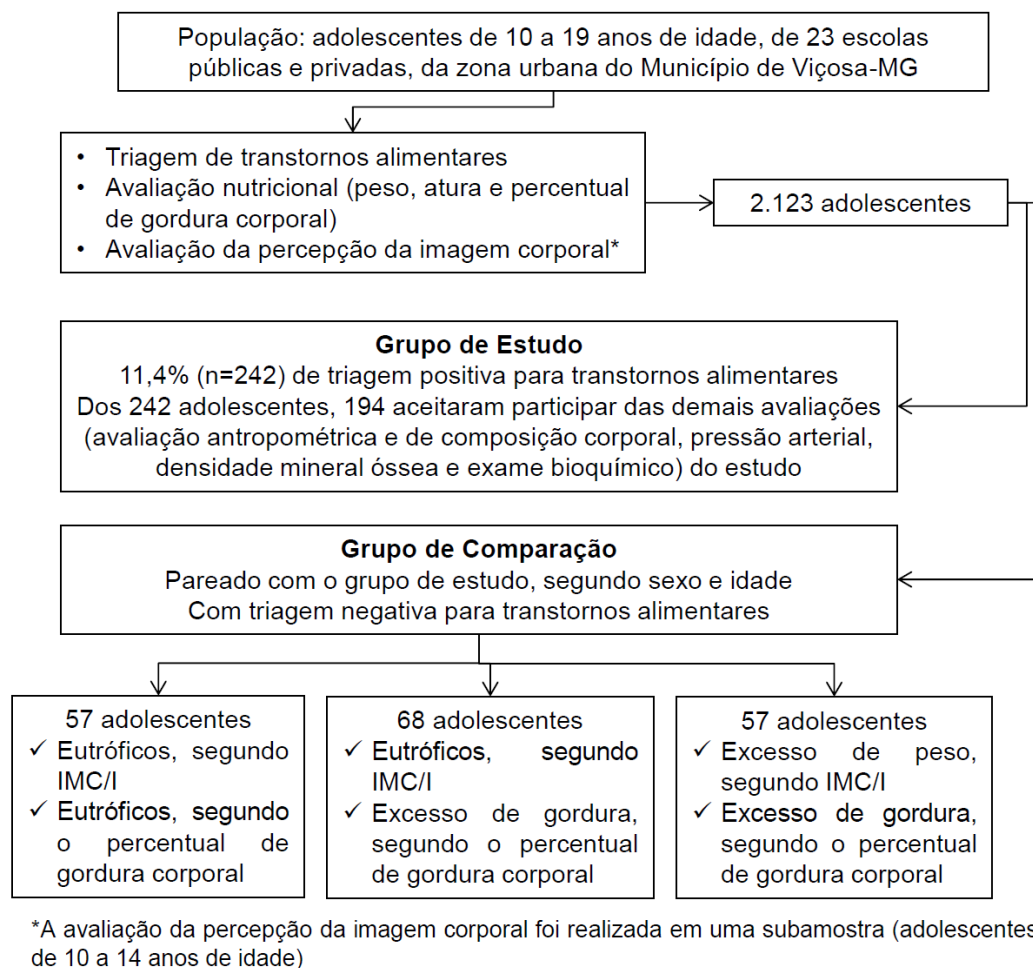 População: adolescentes de 10 a 19 anos de idade, de 23 escolas
públicas e privadas, da zona urbana do Município de Viçosa-MG
• Triagem de transtornos alimentares
• Avaliação nutricional (peso, atura e percentual
de gordura corporal)
• Avaliação da percepção da imagem corporal*
2.123 adolescentes
Grupo de Estudo
11,4% (n=242) de triagem positiva para transtornos alimentares
Dos 242 adolescentes, 194 aceitaram participar das demais avaliações
(avaliação antropométrica e de composição corporal, pressão arterial,
densidade mineral óssea e exame bioquímico) do estudo
Grupo de Comparação
Pareado com o grupo de estudo, segundo sexo e idade
Com triagem negativa para transtornos alimentares
57 adolescentes
✓ Eutróficos, segundo
IMC/I
✓ Eutróficos, segundo
o percentual de
gordura corporal
68 adolescentes
✓ Eutróficos, segundo
IMC/I
✓ Excesso de gordura,
segundo o percentual
de gordura corporal
57 adolescentes
✓ Excesso de peso,
segundo IMC/I
✓ Excesso de gordura,
segundo o percentual
de gordura corporal
*A avaliação da percepção da imagem corporal foi realizada em uma subamostra (adolescentes
de 10 a 14 anos de idade)